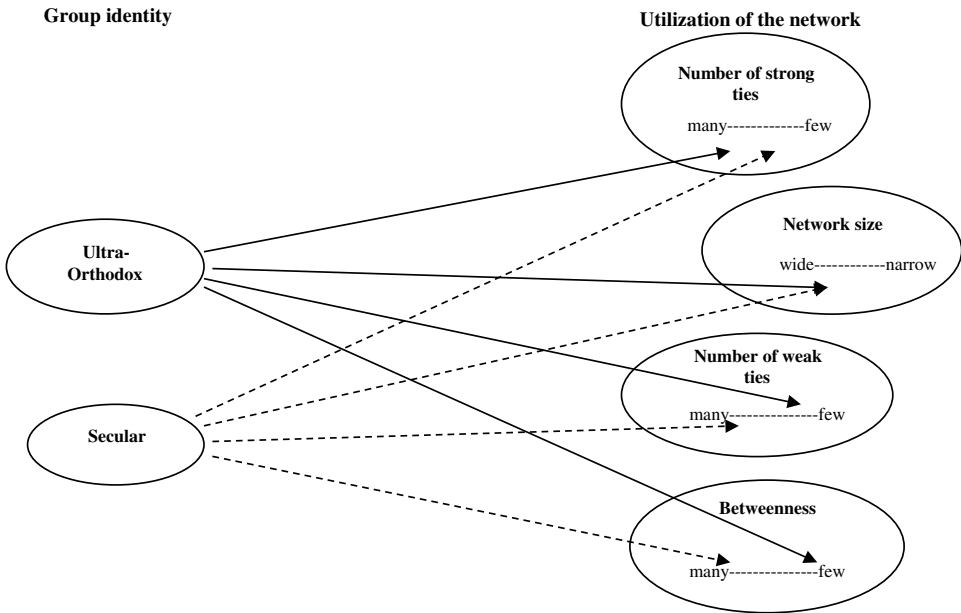 Group identity
Utilization of the network
Number of strong
ties
many-------------few
Network size
wide-----------narrow
Ultra-
Orthodox
Number of weak
ties
many--------------few
Secular
Betweenness
many--------------few